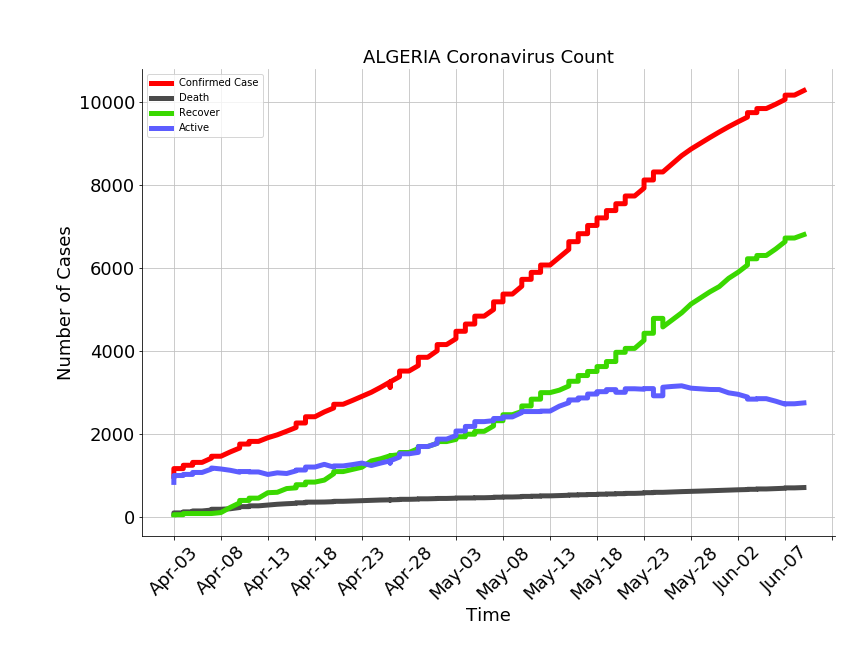 ALGERIA Coronavirus Count
Confirmed Case
Death
Recover
Active
Number of Cases
10000
8000
6000
4000
2000
0
Apr-03
Apr-08
Apr-13
Apr-18
Apr-23
Apr-28
May-03
May-08
May-13
May-18
May-23
May-28
Jun-02
Jun-07
Time